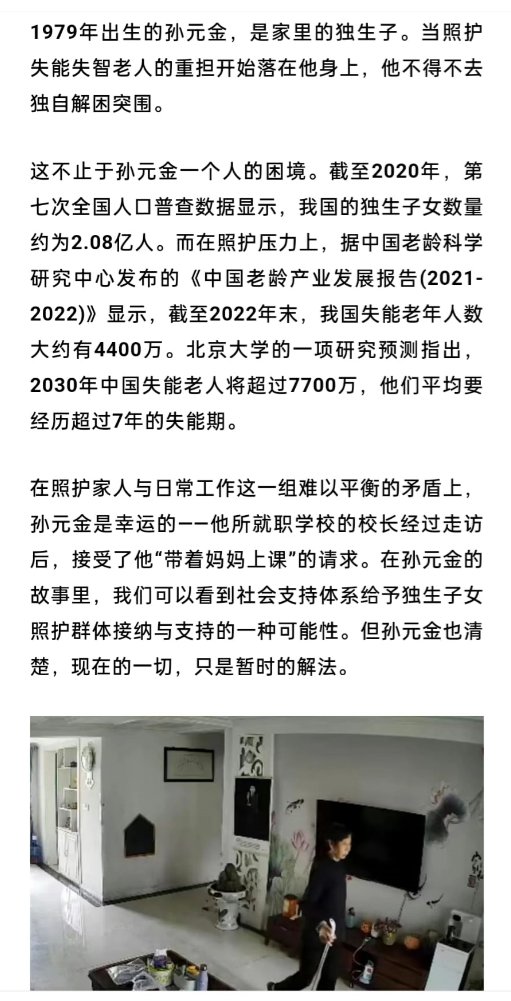 1979年出生的孙元金，是家里的独生子。当照护
失能失智老人的重担开始落在他身上，他不得不去
独自解困突围。
这不止于孙元金一个人的困境。截至2020年，第
七次全国人口普查数据显示，我国的独生子女数量
约为2.08亿人。而在照护压力上，据中国老龄科学
研究中心发布的《中国老龄产业发展报告(2021-
2022)》显示，截至2022年末，我国失能老年人数
大约有4400万。北京大学的一项研究预测指出，
2030年中国失能老人将超过7700万，他们平均要
经历超过7年的失能期。
在照护家人与日常工作这一组难以平衡的矛盾上，
孙元金是幸运的——他所就职学校的校长经过走访
后，接受了他“带着妈妈上课”的请求。在孙元金的
故事里，我们可以看到社会支持体系给予独生子女
照护群体接纳与支持的一种可能性。但孙元金也清
楚，现在的一切，只是暂时的解法。